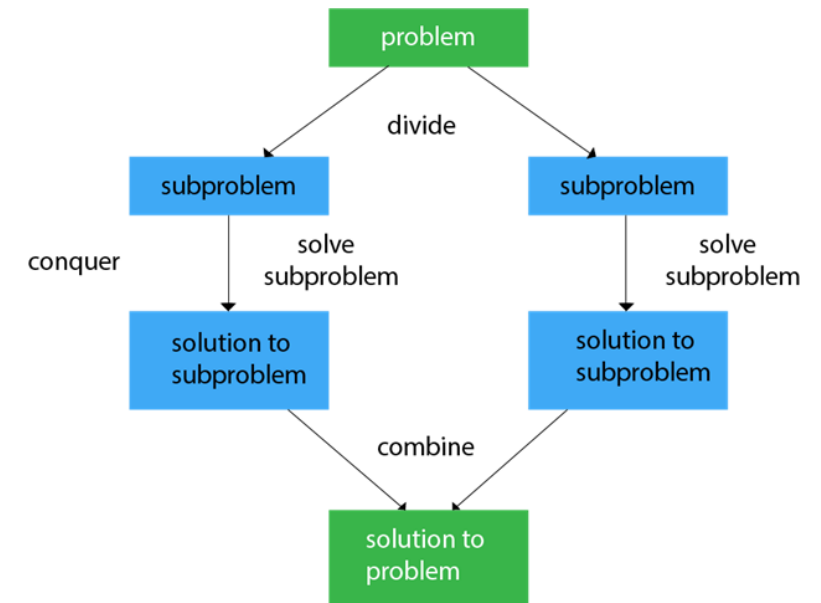 problem
divide
subproblem
subproblem
conquer
solve
subproblem
solve
subproblem
solution to
subproblem
solution to
subproblem
combine
solution to
problem